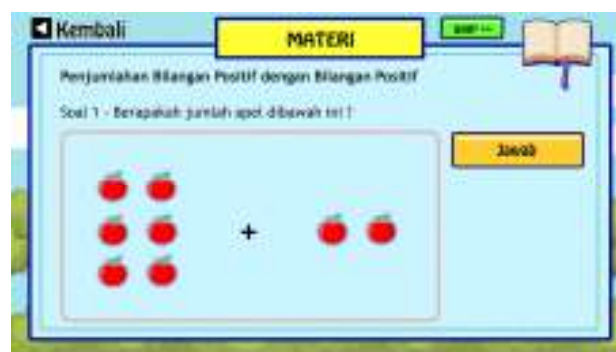 Kembali
MATERI
Penjumlahan Bilangan Positif dengan Bilangan Positif
Soal 1 - Berapakah jumlah apel dibawah ini ?
Jawab
+